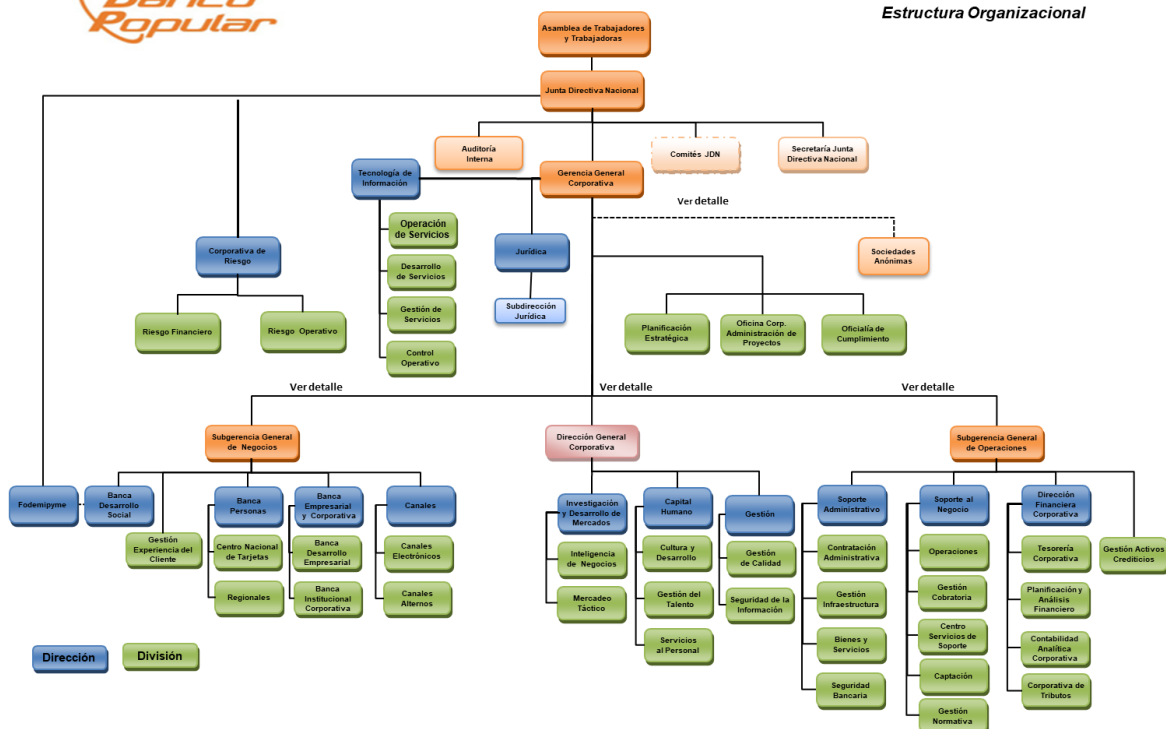 Banco
Popular
Estructura Organizacional
Asamblea de Trabajadores
y Trabajadoras
Junta Directiva Nacional
Auditoría
Interna
Comités JDN
Secretaría Junta
Directiva Nacional
Tecnología de
Información
Gerencia General
Corporativa
Ver detalle
Operación
de Servicios
Corporativa de
Riesgo
Jurídica
Sociedades
Anónimas
Desarrollo
de Servicios
Subdirección
Jurídica
Gestión de
Servicios
Riesgo Financiero
Riesgo Operativo
Planificación
Estratégica
Oficina Corp.
Administración de
Proyectos
Oficialía de
Cumplimiento
Control
Operativo
Ver detalle
Ver detalle
Ver detalle
Subgerencia General
de Negocios
Dirección General
Corporativa
Subgerencia General
de Operaciones
Fodemipyme
Banca
Desarrollo
Social
Banca
Personas
Banca
Empresarial
y Corporativa
Canales
Investigación
y Desarrollo de
Mercados
Capital
Humano
Gestión
Soporte
Administrativo
Soporte al
Negocio
Dirección
Financiera
Corporativa
Gestión
Experiencia del
Cliente
Centro Nacional
de Tarjetas
Banca
Desarrollo
Empresarial
Canales
Electrónicos
Inteligencia
de Negocios
Cultura y
Desarrollo
Gestión
de Calidad
Contratación
Administrativa
Operaciones
Tesorería
Corporativa
Gestión Activos
Crediticios
Regionales
Banca
Institucional
Corporativa
Canales
Alternos
Mercadeo
Táctico
Gestión del
Talento
Seguridad de la
Información
Gestión
Infraestructura
Gestión
Cobratoria
Planificación y
Análisis
Financiero
Servicios
al Personal
Bienes y
Servicios
Centro
Servicios de
Soporte
Contabilidad
Analítica
Corporativa
Seguridad
Bancaria
Captación
Corporativa de
Tributos
Gestión
Normativa
Dirección
División